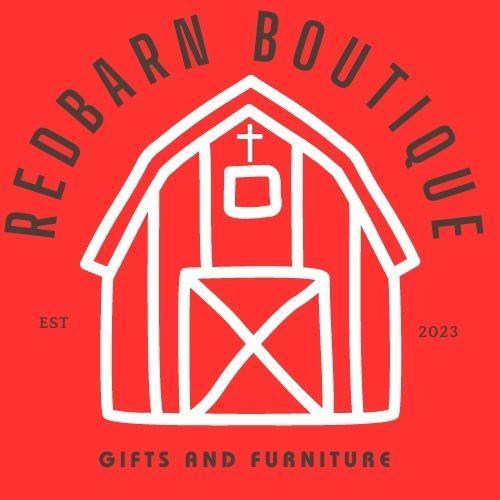 REDBARN BOUTIQUE
EST
2023
GIFTS AND FURNITURE